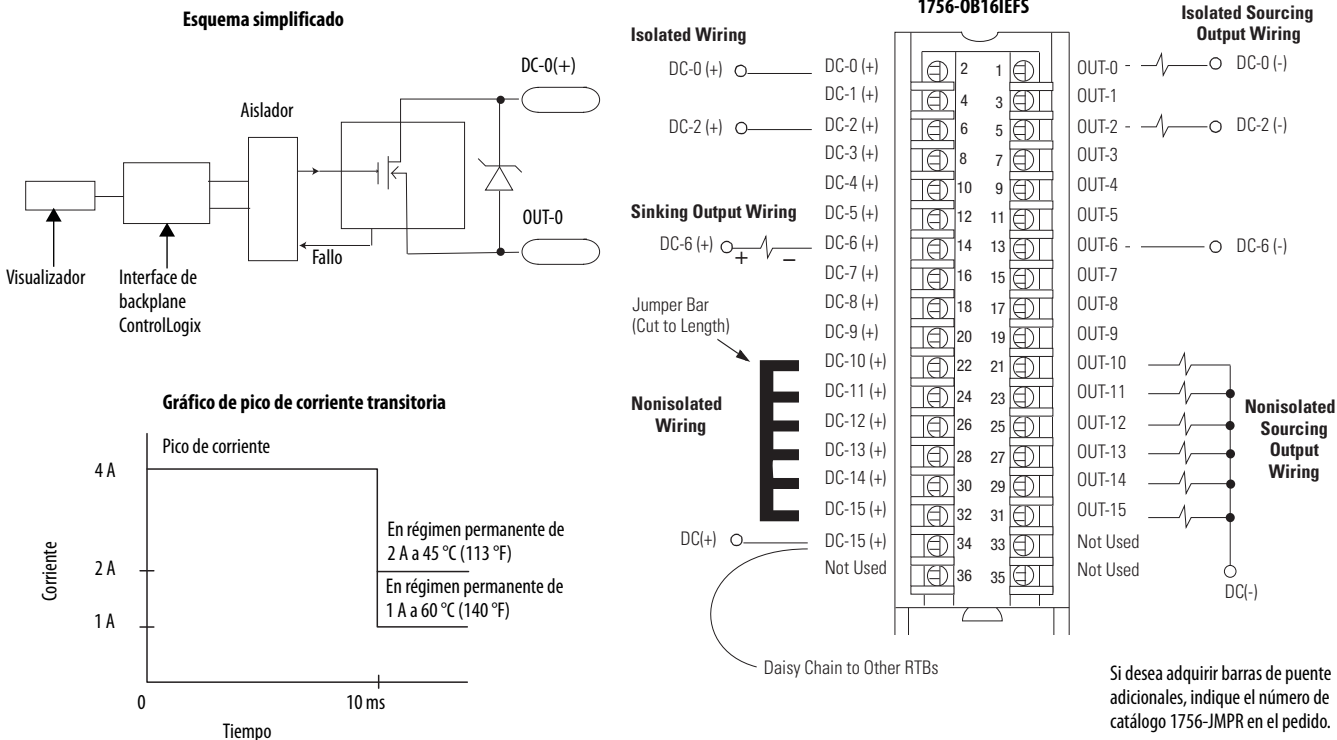 Esquema simplificado
DC-0(+)
Aislador
OUT-0
Fallo
Visualizador
Interface de
backplane
ControlLogix
Gráfico de pico de corriente transitoria
Pico de corriente
4 A
2 A
1 A
Corriente
En régimen permanente de
2 A a 45 °C (113 °F)
En régimen permanente de
1 A a 60 °C (140 °F)
0
10 ms
Tiempo
1756-OB16IEFS
Isolated Wiring
Isolated Sourcing
Output Wiring
DC-0 (+) DC-0 (+) 2 1 OUT-0 DC-0 (-)
DC-1 (+) 4 3 OUT-1
DC-2 (+) DC-2 (+) 6 5 OUT-2 DC-2 (-)
DC-3 (+) 8 7 OUT-3
DC-4 (+) 10 9 OUT-4
Sinking Output Wiring
DC-5 (+) 12 11 OUT-5
DC-6 (+) + – DC-6 (+) 14 13 OUT-6 DC-6 (-)
DC-7 (+) 16 15 OUT-7
Jumper Bar
(Cut to Length)
DC-8 (+) 18 17 OUT-8
DC-9 (+) 20 19 OUT-9
DC-10 (+) 22 21 OUT-10
DC-11 (+) 24 23 OUT-11
Nonisolated
Wiring
DC-12 (+) 26 25 OUT-12
DC-13 (+) 28 27 OUT-13
DC-14 (+) 30 29 OUT-14
DC-15 (+) 32 31 OUT-15
Nonisolated
Sourcing
Output
Wiring
DC(+) DC-15 (+) 34 33 Not Used
Not Used 36 35 Not Used
DC(-)
Daisy Chain to Other RTBs
Si desea adquirir barras de puente
adicionales, indique el número de
catálogo 1756-JMPR en el pedido.